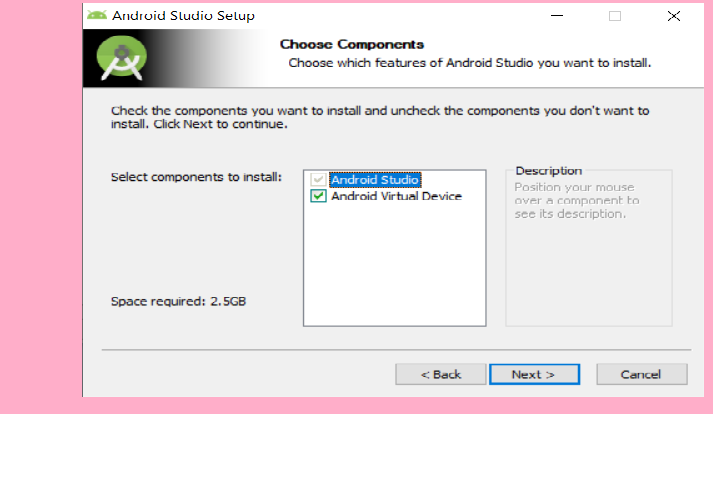 Android Studio Setup
Choose Components
Choose which features of Android Studio you want to install.
Check the components you want to install and uncheck the components you don't want to
install. Click Next to continue.
Select components to install:
Android Studio
Android Virtual Device
Description
Position your mouse
over a component to
see its description.
Space required: 2.5GB
< Back
Next >
Cancel